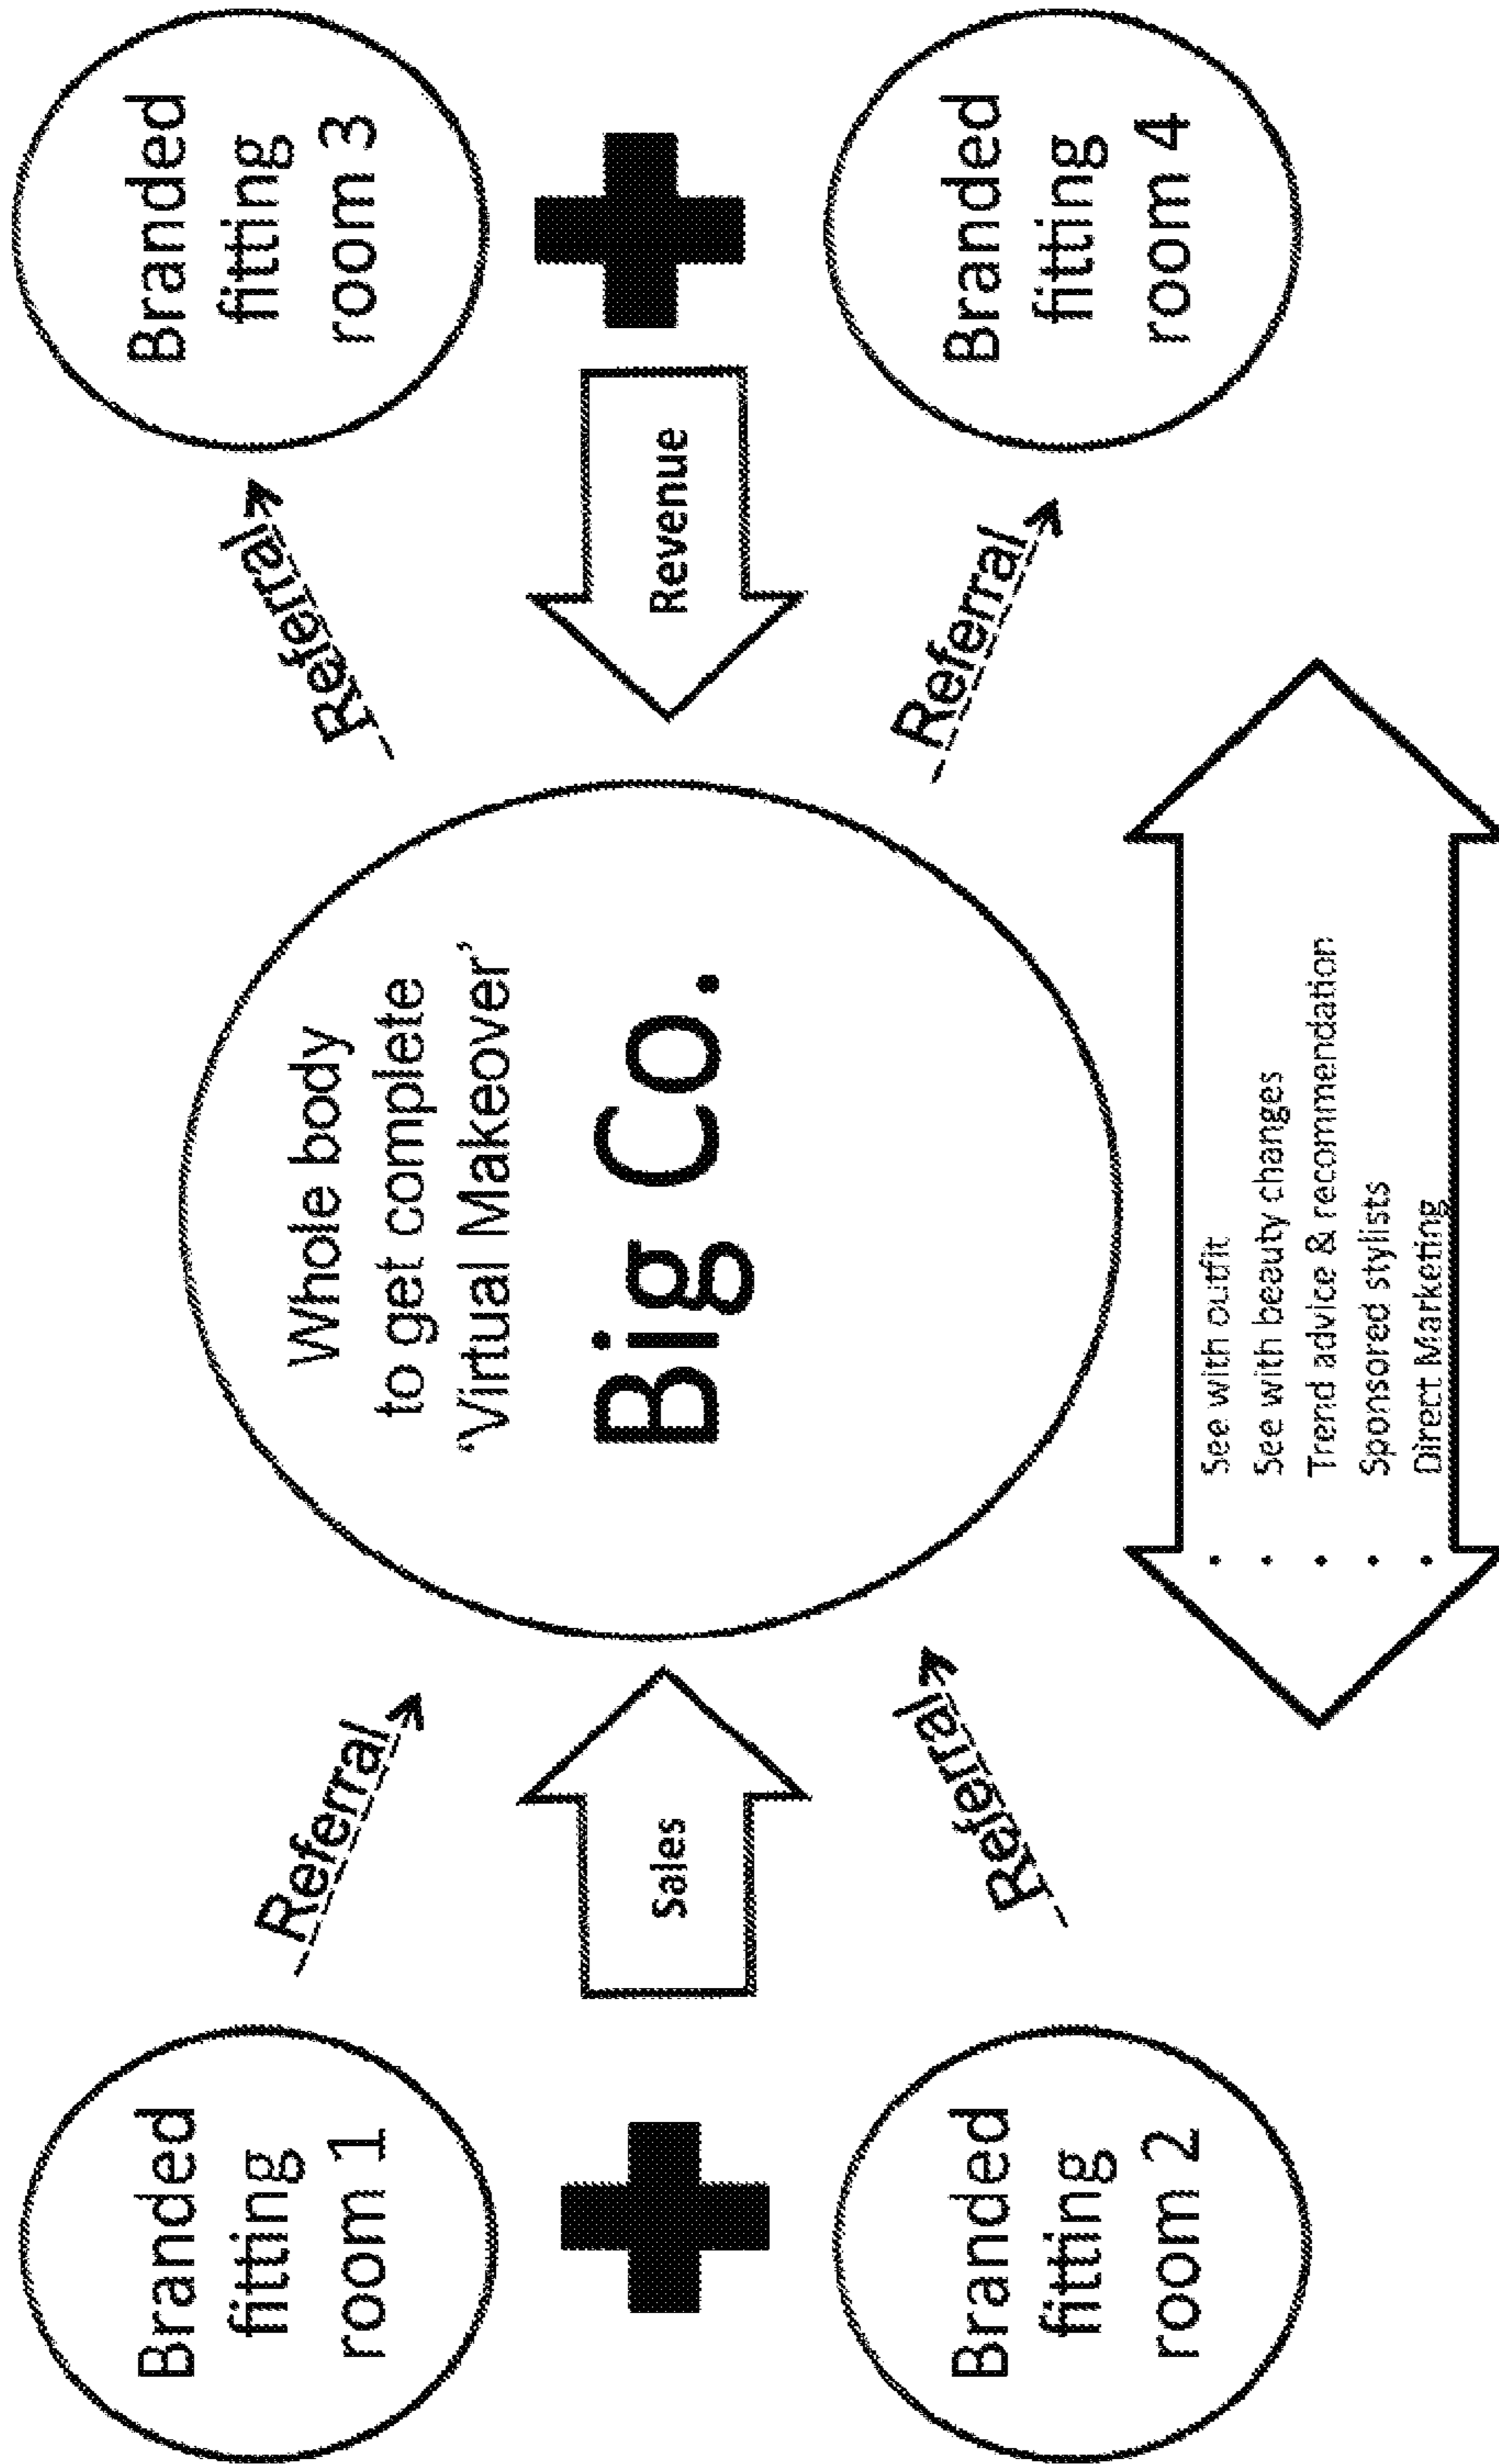 Branded
fitting
room 1
Branded
fitting
room 2
Referral
Sales
Referral
Whole body
to get complete
‘Virtual Makeover’
Big Co.
• See with outfit
• See with beauty changes
• Trend advice & recommendation
• Sponsored stylists
• Direct Marketing
Referral
Revenue
Referral
Branded
fitting
room 3
Branded
fitting
room 4